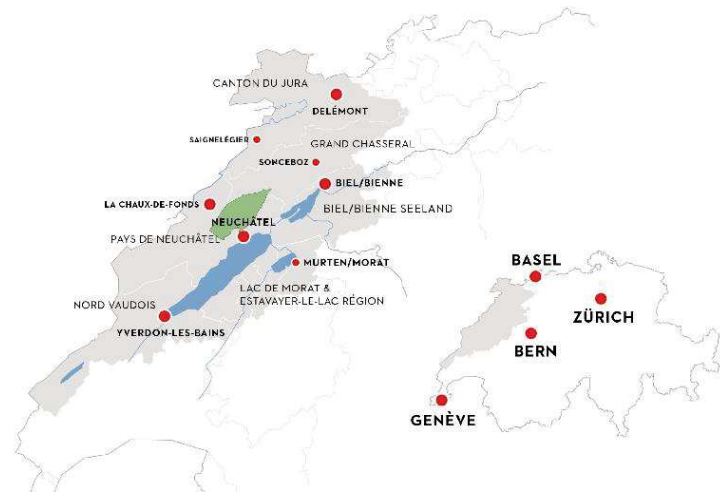 CANTON DU JURA
DELÉMONT
SAIGNELÉGIER
GRAND CHASSERAL
SONCEBOZ
BIEL/BIENNE
LA CHAUX-DE-FONDS
BIEL/BIENNE SEELAND
NEUCHÂTEL
PAYS DE NEUCHÂTEL
MURTEN/MORAT
LAC DE MORAT &
ESTAVAYER-LE-LAC RÉGION
NORD VAUDOIS
YVERDON-LES-BAINS
BASEL
ZÜRICH
BERN
GENÈVE